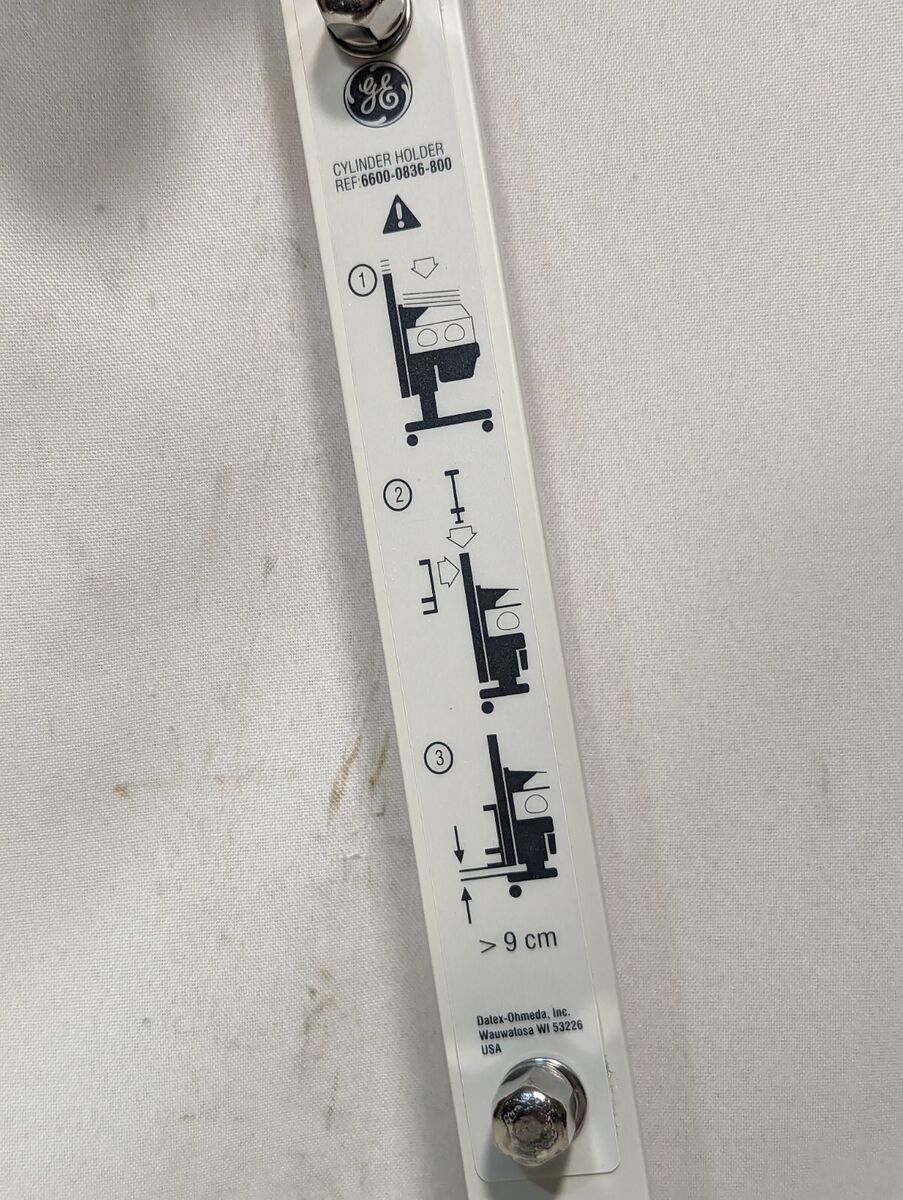 GE
CYLINDER HOLDER
REF:6600-0836-800
!
1
2
3
> 9 cm
Datex-Ohmeda, Inc.
Wauwatosa WI 53226
USA